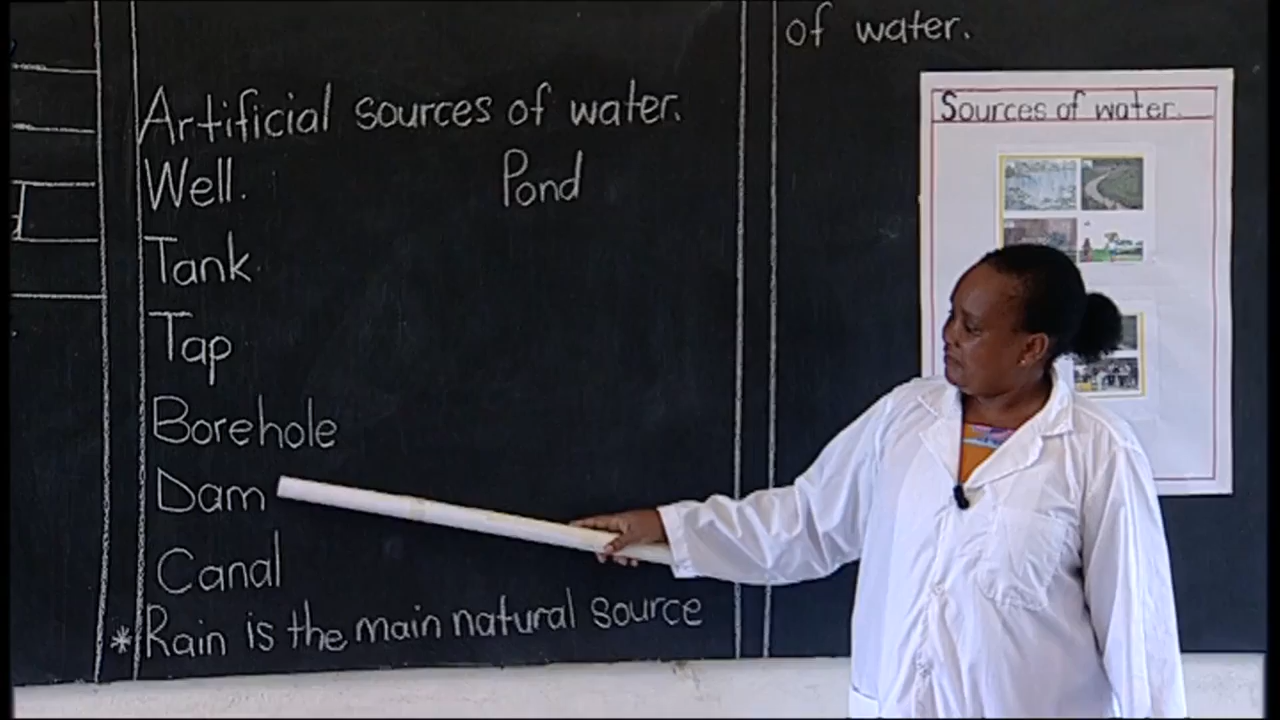 Artificial sources of water.
Well. Pond
Tank
Tap
Borehole
Dam
Canal
* Rain is the main natural source
of water.
Sources of water.